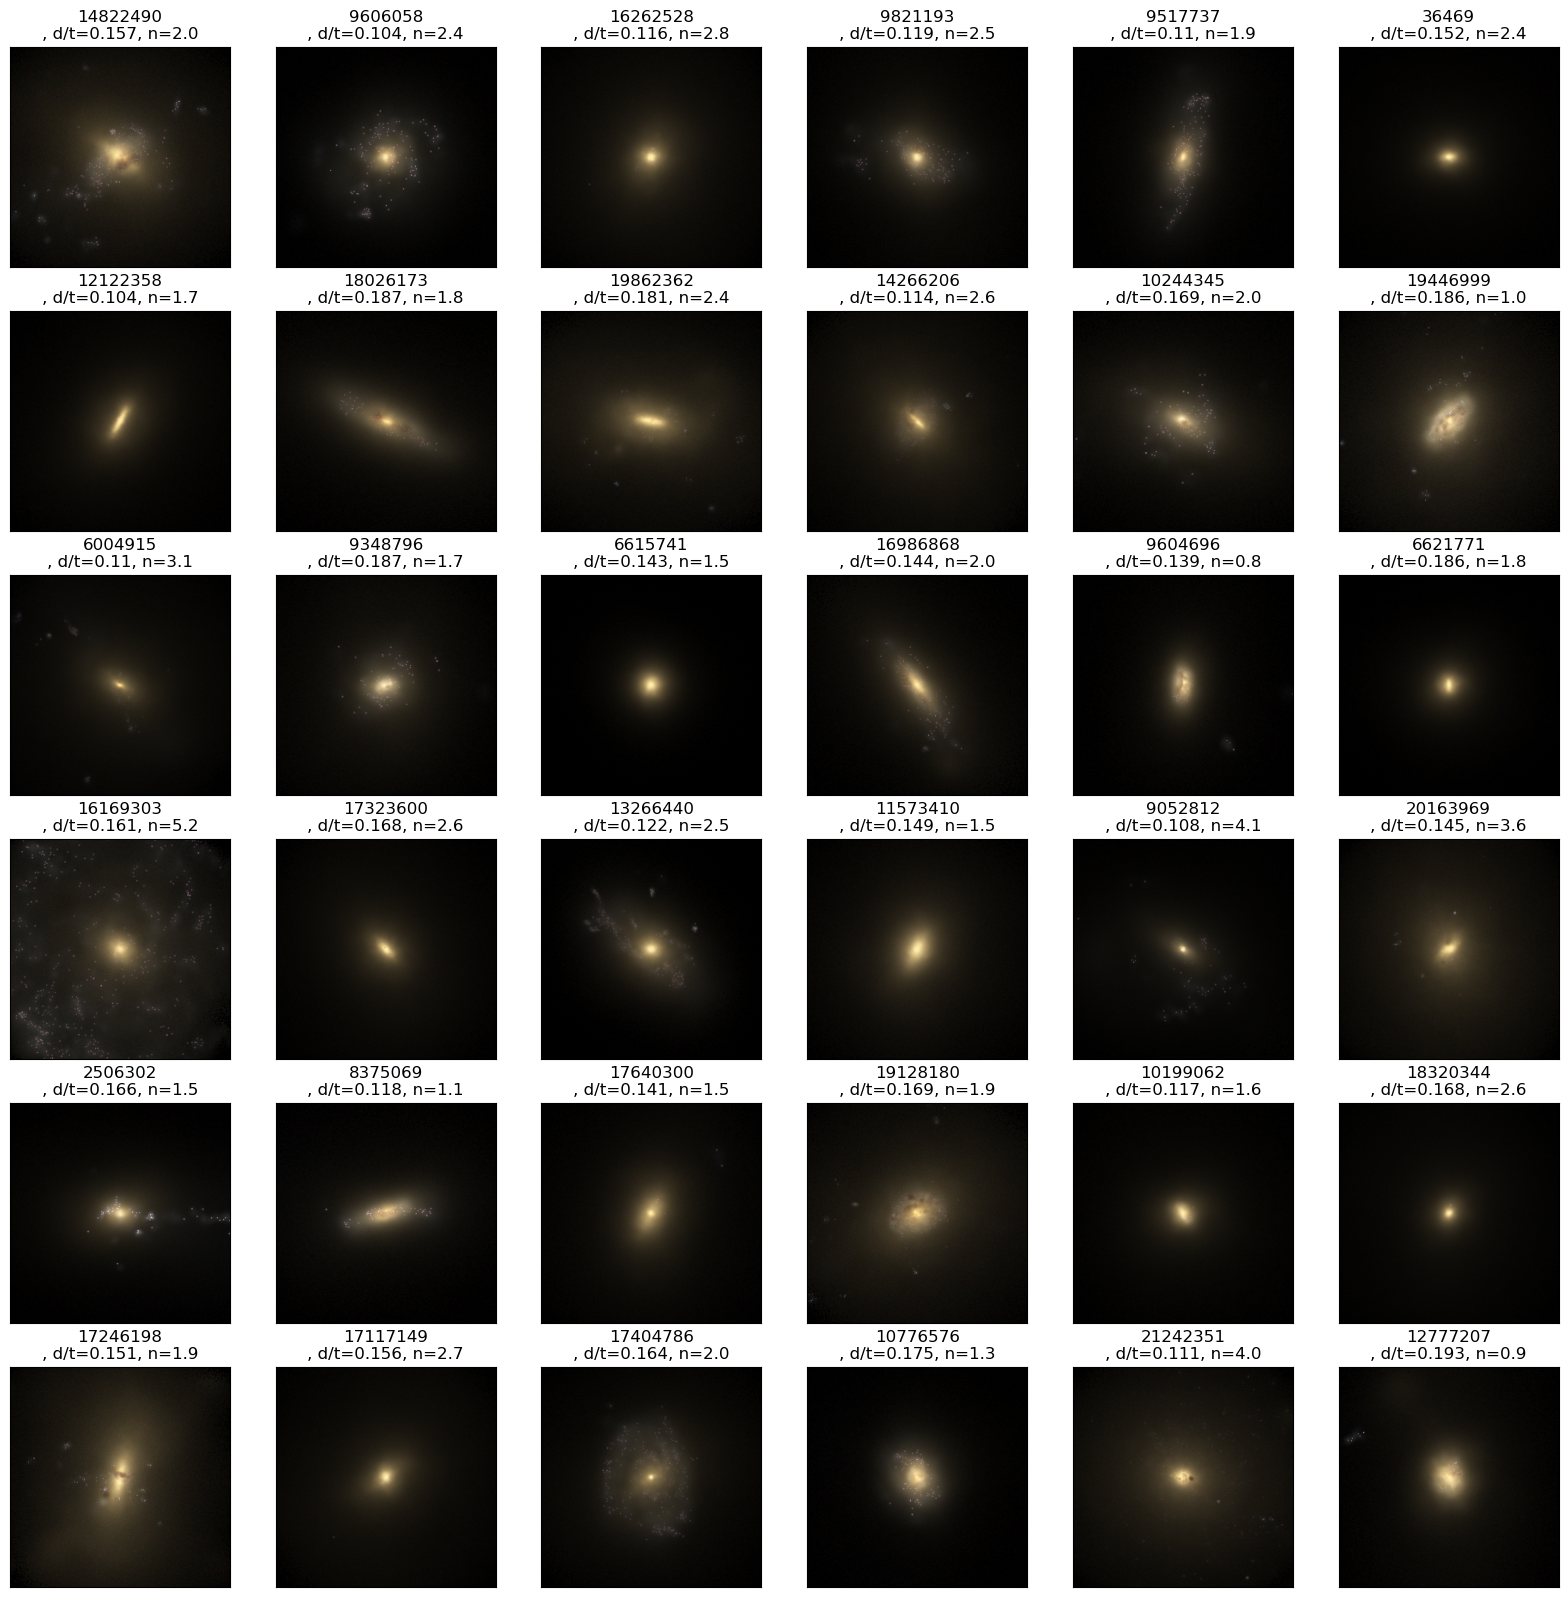 14822490
, d/t=0.157, n=2.0
9606058
, d/t=0.104, n=2.4
16262528
, d/t=0.116, n=2.8
9821193
, d/t=0.119, n=2.5
9517737
, d/t=0.11, n=1.9
36469
, d/t=0.152, n=2.4
12122358
, d/t=0.104, n=1.7
18026173
, d/t=0.187, n=1.8
19862362
, d/t=0.181, n=2.4
14266206
, d/t=0.114, n=2.6
10244345
, d/t=0.169, n=2.0
19446999
, d/t=0.186, n=1.0
6004915
, d/t=0.11, n=3.1
9348796
, d/t=0.187, n=1.7
6615741
, d/t=0.143, n=1.5
16986868
, d/t=0.144, n=2.0
9604696
, d/t=0.139, n=0.8
6621771
, d/t=0.186, n=1.8
16169303
, d/t=0.161, n=5.2
17323600
, d/t=0.168, n=2.6
13266440
, d/t=0.122, n=2.5
11573410
, d/t=0.149, n=1.5
9052812
, d/t=0.108, n=4.1
20163969
, d/t=0.145, n=3.6
2506302
, d/t=0.166, n=1.5
8375069
, d/t=0.118, n=1.1
17640300
, d/t=0.141, n=1.5
19128180
, d/t=0.169, n=1.9
10199062
, d/t=0.117, n=1.6
18320344
, d/t=0.168, n=2.6
17246198
, d/t=0.151, n=1.9
17117149
, d/t=0.156, n=2.7
17404786
, d/t=0.164, n=2.0
10776576
, d/t=0.175, n=1.3
21242351
, d/t=0.111, n=4.0
12777207
, d/t=0.193, n=0.9